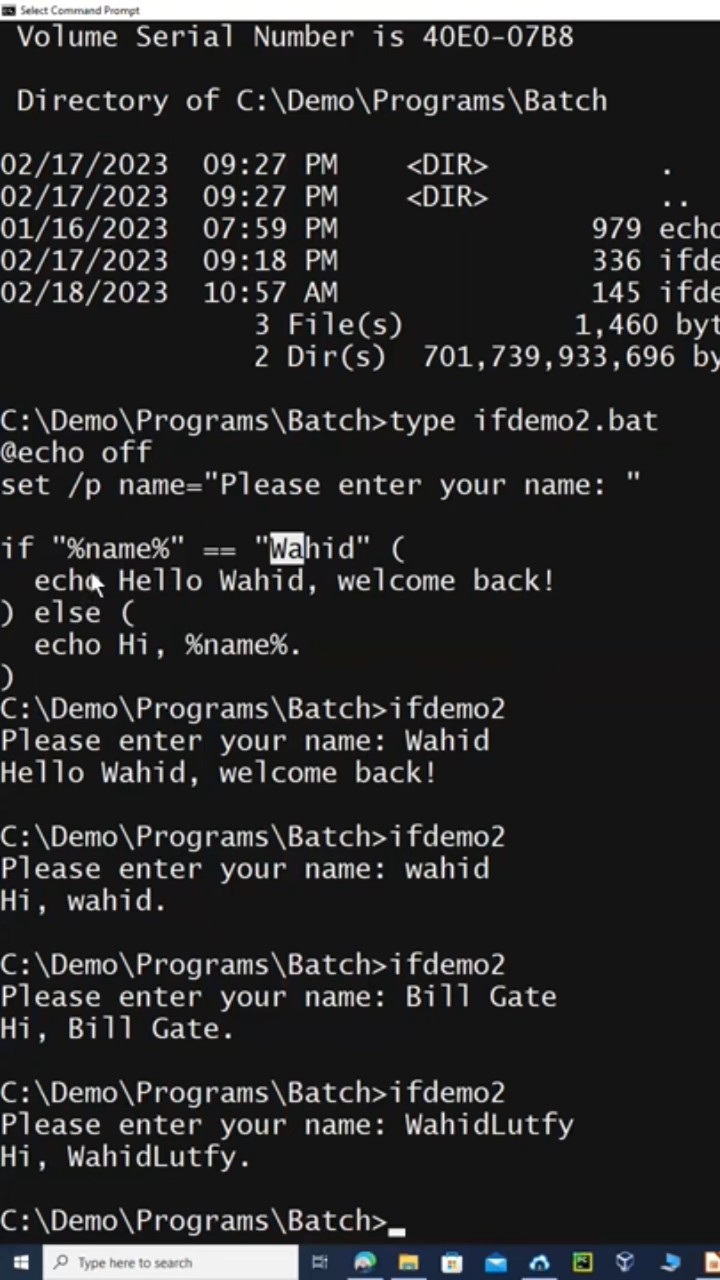 Select Command Prompt
Volume Serial Number is 40E0-07B8
Directory of C:\Demo\Programs\Batch
02/17/2023 09:27 PM <DIR> .
02/17/2023 09:27 PM <DIR> ..
01/16/2023 07:59 PM 979 echo
02/17/2023 09:18 PM 336 ifde
02/18/2023 10:57 AM 145 ifde
3 File(s) 1,460 byt
2 Dir(s) 701,739,933,696 by
C:\Demo\Programs\Batch>type ifdemo2.bat
@echo off
set /p name="Please enter your name: "
if "%name%" == "Wahid" (
echo Hello Wahid, welcome back!
) else (
echo Hi, %name%.
)
C:\Demo\Programs\Batch>ifdemo2
Please enter your name: Wahid
Hello Wahid, welcome back!
C:\Demo\Programs\Batch>ifdemo2
Please enter your name: wahid
Hi, wahid.
C:\Demo\Programs\Batch>ifdemo2
Please enter your name: Bill Gate
Hi, Bill Gate.
C:\Demo\Programs\Batch>ifdemo2
Please enter your name: WahidLutfy
Hi, WahidLutfy.
C:\Demo\Programs\Batch>
Type here to search